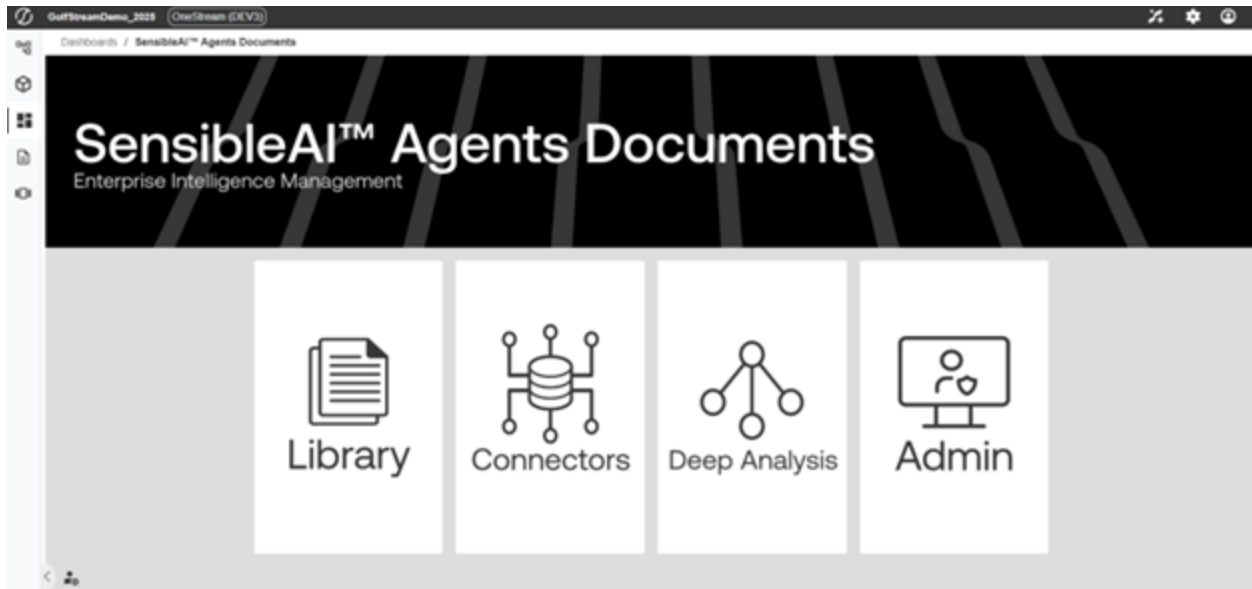 GolfStreamDemo_2025 OneStream (DEV3)
Dashboards / SensibleAI™ Agents Documents
SensibleAI™ Agents Documents
Enterprise Intelligence Management
Library
Connectors
Deep Analysis
Admin